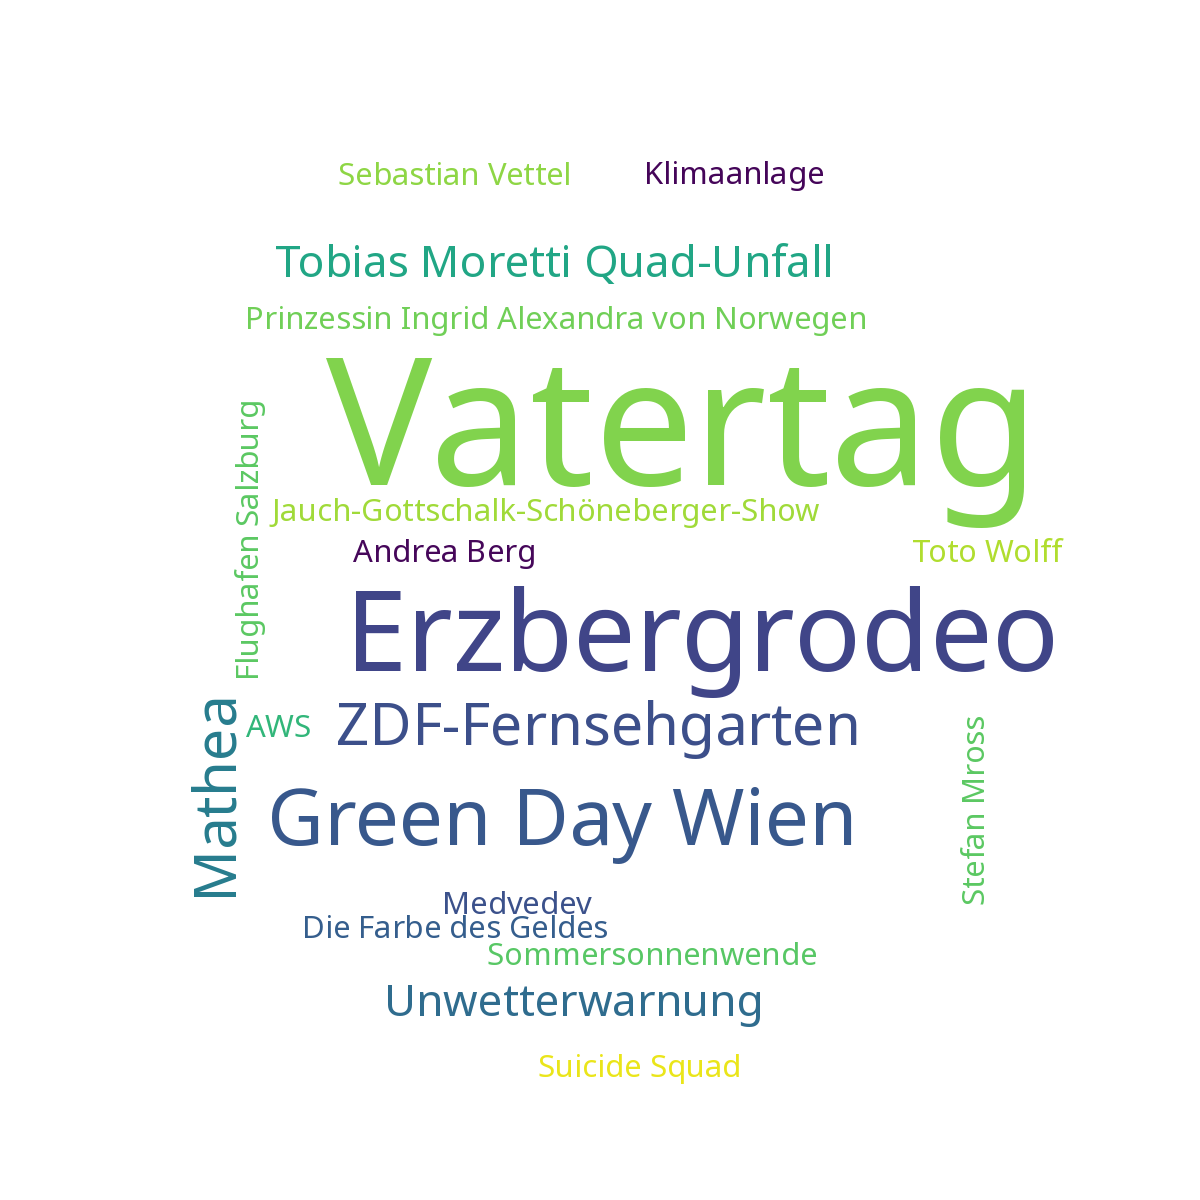 Sebastian Vettel
Klimaanlage
Tobias Moretti Quad-Unfall
Prinzessin Ingrid Alexandra von Norwegen
Vatertag
Flughafen Salzburg
Jauch-Gottschalk-Schöneberger-Show
Andrea Berg
Toto Wolff
Erzbergrodeo
Mathea
AWS
ZDF-Fernsehgarten
Stefan Mross
Green Day Wien
Medvedev
Die Farbe des Geldes
Sommersonnenwende
Unwetterwarnung
Suicide Squad